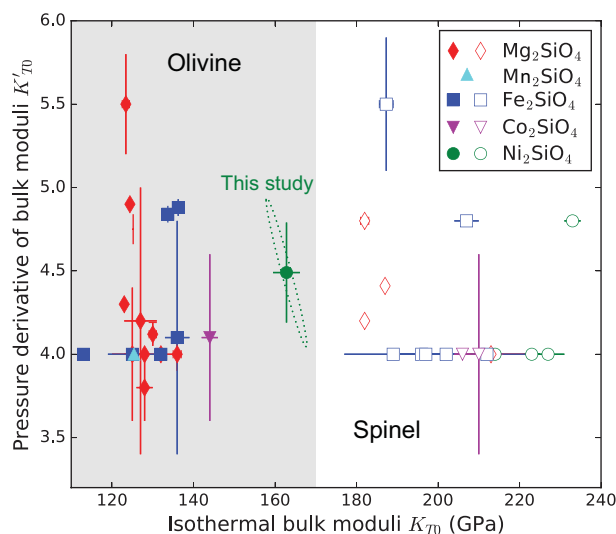 6.0
5.5
5.0
4.5
4.0
3.5
Pressure derivative of bulk moduli K′T0
Olivine
This study
Spinel
Mg2SiO4
Mn2SiO4
Fe2SiO4
Co2SiO4
Ni2SiO4
120 140 160 180 200 220 240
Isothermal bulk moduli KT0 (GPa)